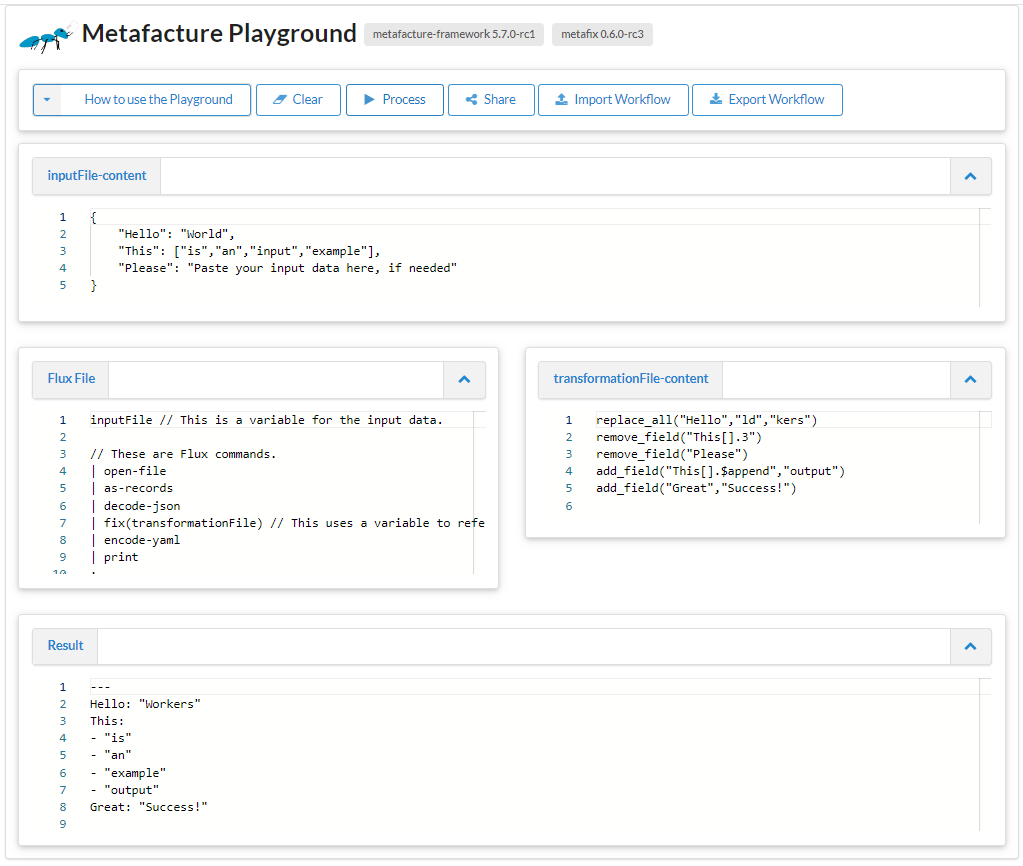 Metafacture Playground metafacture-framework 5.7.0-rc1 metafix 0.6.0-rc3
How to use the Playground Clear Process Share Import Workflow Export Workflow
inputFile-content
1 {
2 "Hello": "World",
3 "This": ["is","an","input","example"],
4 "Please": "Paste your input data here, if needed"
5 }
Flux File
1 inputFile // This is a variable for the input data.
2
3 // These are Flux commands.
4 | open-file
5 | as-records
6 | decode-json
7 | fix(transformationFile) // This uses a variable to refe
8 | encode-yaml
9 | print
10 ;
transformationFile-content
1 replace_all("Hello","ld","kers")
2 remove_field("This[].3")
3 remove_field("Please")
4 add_field("This[].$append","output")
5 add_field("Great","Success!")
6
Result
1 ---
2 Hello: "Workers"
3 This:
4 - "is"
5 - "an"
6 - "example"
7 - "output"
8 Great: "Success!"
9